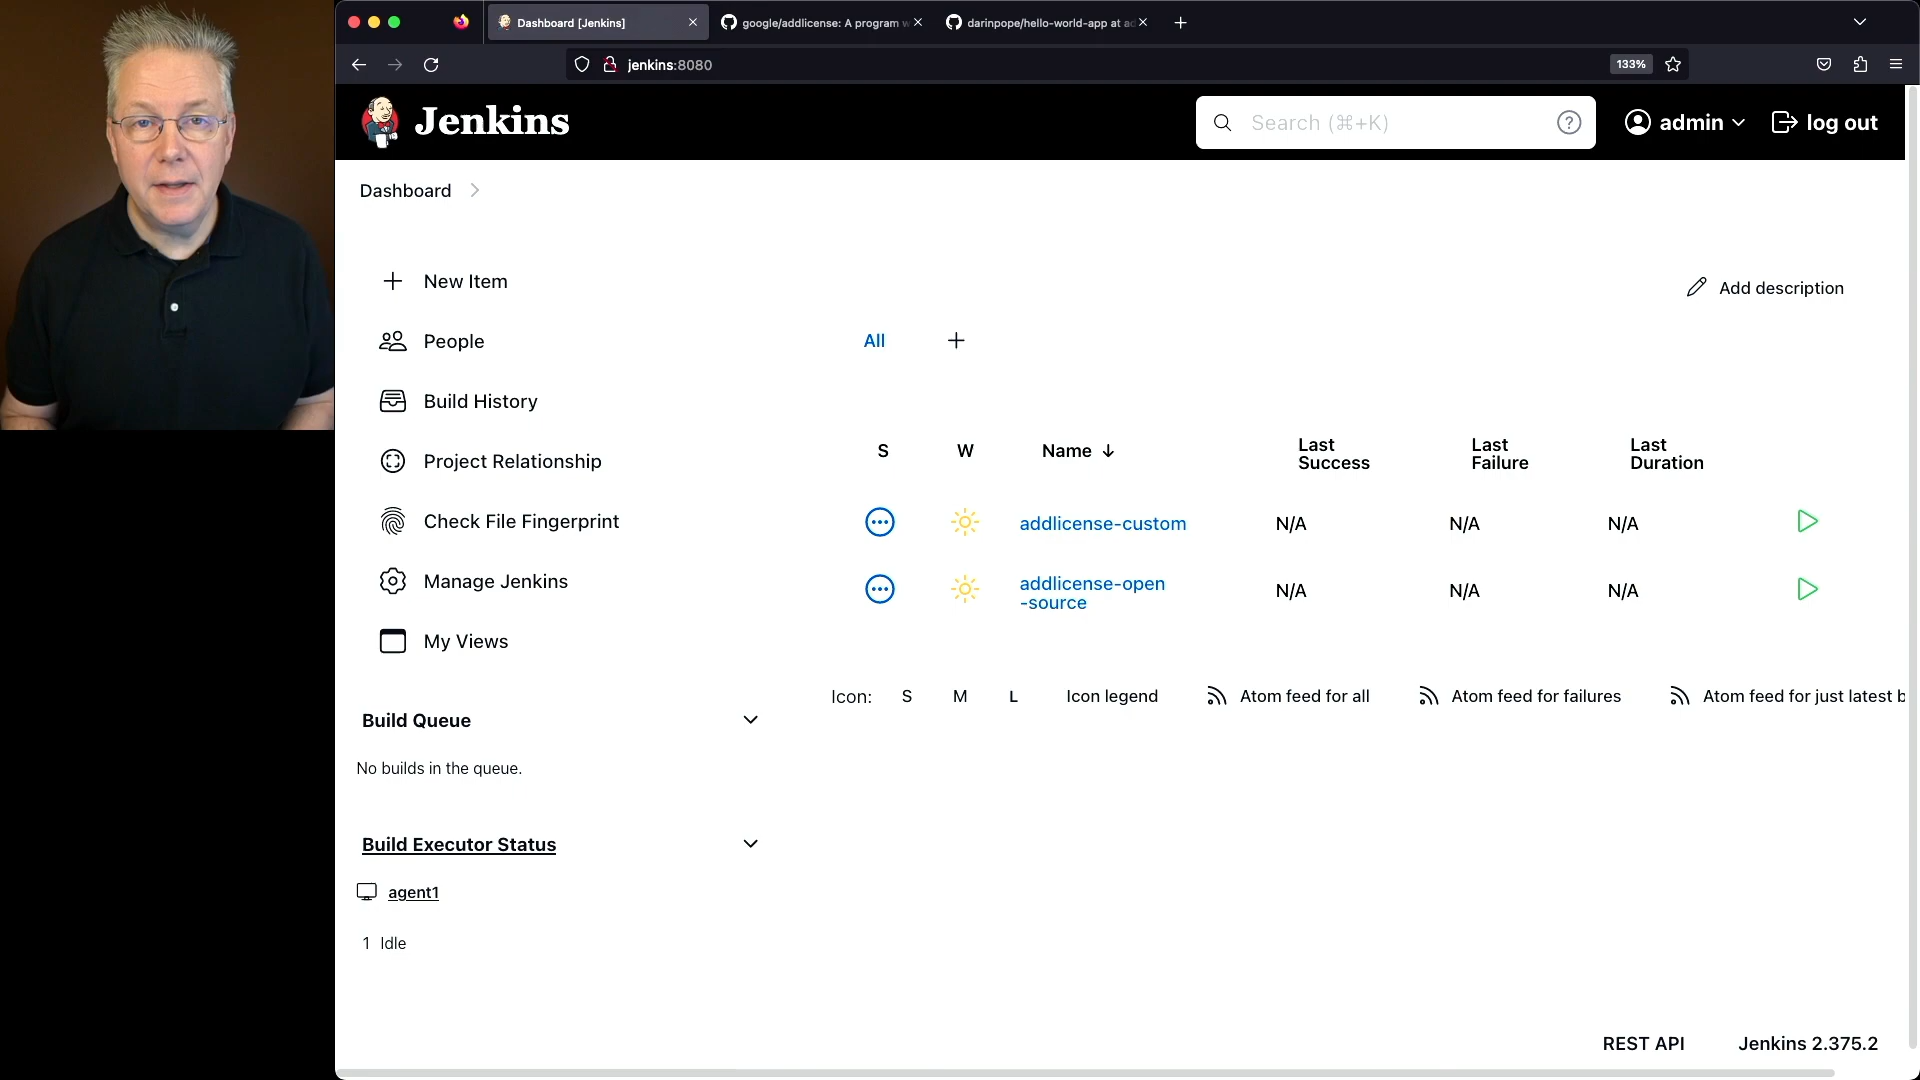 Dashboard [Jenkins]
google/addlicense: A program w
darinpope/hello-world-app at ad
jenkins:8080
133%
Jenkins
Search (⌘+K)
admin
log out
Dashboard
New Item
Add description
People
All
Build History
S W Name ↓ Last Success Last Failure Last Duration
Project Relationship
Check File Fingerprint
addlicense-custom N/A N/A N/A
Manage Jenkins
addlicense-open
-source
N/A N/A N/A
My Views
Icon: S M L Icon legend Atom feed for all Atom feed for failures Atom feed for just latest b
Build Queue
No builds in the queue.
Build Executor Status
agent1
1 Idle
REST API Jenkins 2.375.2